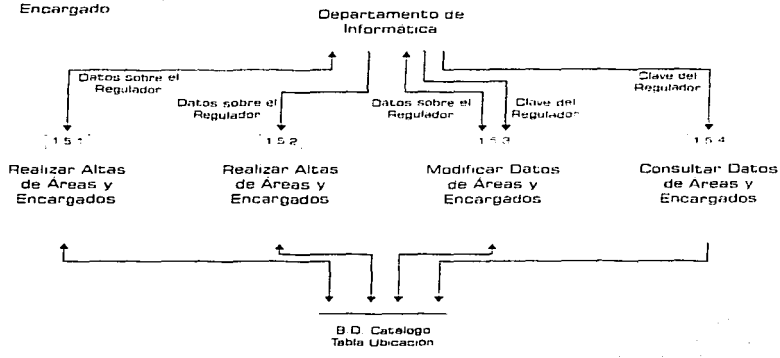 Encargado
Departamento de
Informática
Datos sobre el
Regulador
Datos sobre el
Regulador
Datos sobre el
Regulador
Clave del
Regulador
Clave del
Regulador
1 5 1
1 5 2
1 5 3
1 5 4
Realizar Altas
de Áreas y
Encargados
Realizar Altas
de Áreas y
Encargados
Modificar Datos
de Áreas y
Encargados
Consultar Datos
de Areas y
Encargados
B.D. Catalogo
Tabla Ubicación